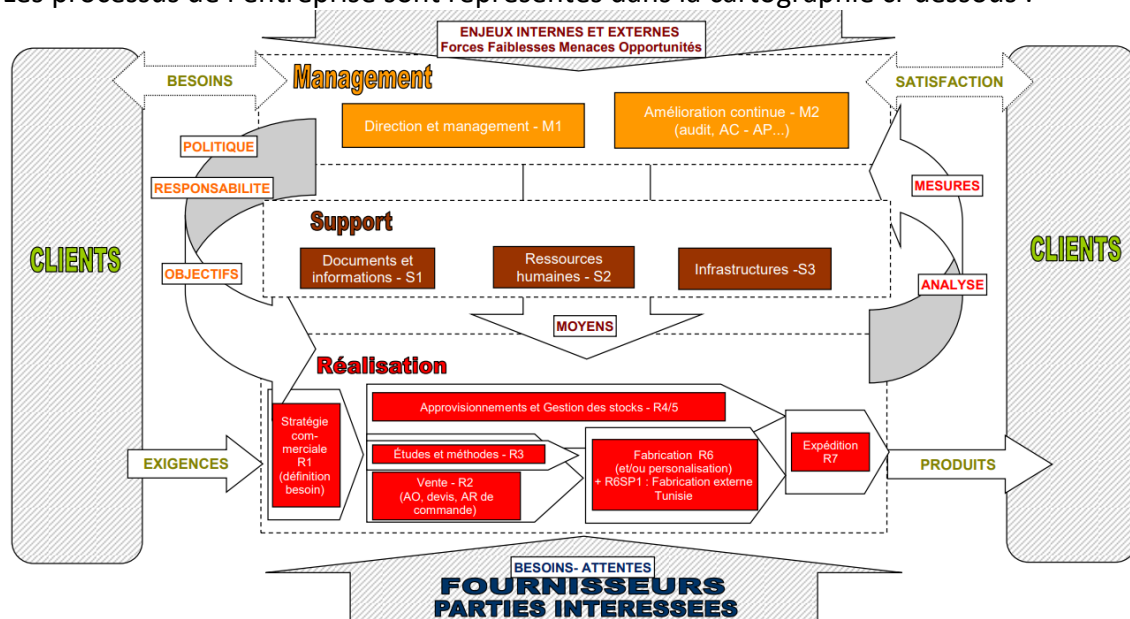 Les processus de l'entreprise sont représentés dans la cartographie ci-dessous :
ENJEUX INTERNES ET EXTERNES
Forces Faiblesses Menaces Opportunités
BESOINS
Management
SATISFACTION
Direction et management - M1
Amélioration continue - M2
(audit, AC - AP...)
POLITIQUE
RESPONSABILITE
MESURES
CLIENTS
CLIENTS
Support
Documents et
informations - S1
Ressources
humaines - S2
Infrastructures -S3
OBJECTIFS
ANALYSE
MOYENS
Réalisation
Stratégie
com-
merciale
R1
(définition
besoin)
Approvisionnements et Gestion des stocks - R4/5
Études et méthodes - R3
Vente - R2
(AO, devis, AR de
commande)
Fabrication R6
(et/ou personalisation)
+ R6SP1 : Fabrication externe
Tunisie
Expédition
R7
EXIGENCES
PRODUITS
BESOINS- ATTENTES
FOURNISSEURS
PARTIES INTERESSEES